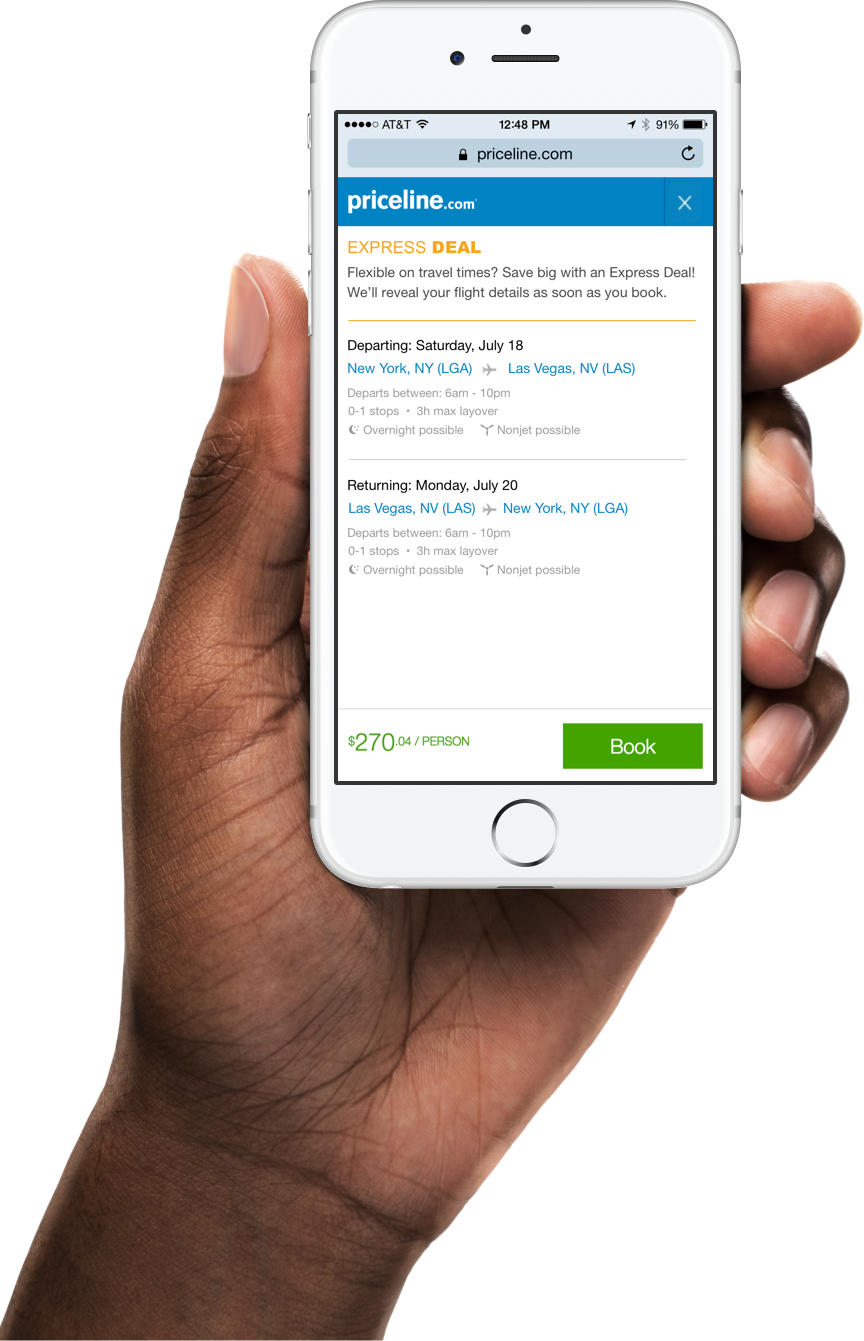 AT&T 12:48 PM 91%
priceline.com
priceline.com
EXPRESS DEAL
Flexible on travel times? Save big with an Express Deal!
We'll reveal your flight details as soon as you book.
Departing: Saturday, July 18
New York, NY (LGA) Las Vegas, NV (LAS)
Departs between: 6am - 10pm
0-1 stops • 3h max layover
Overnight possible Nonjet possible
Returning: Monday, July 20
Las Vegas, NV (LAS) New York, NY (LGA)
Departs between: 6am - 10pm
0-1 stops • 3h max layover
Overnight possible Nonjet possible
$270.04 / PERSON Book